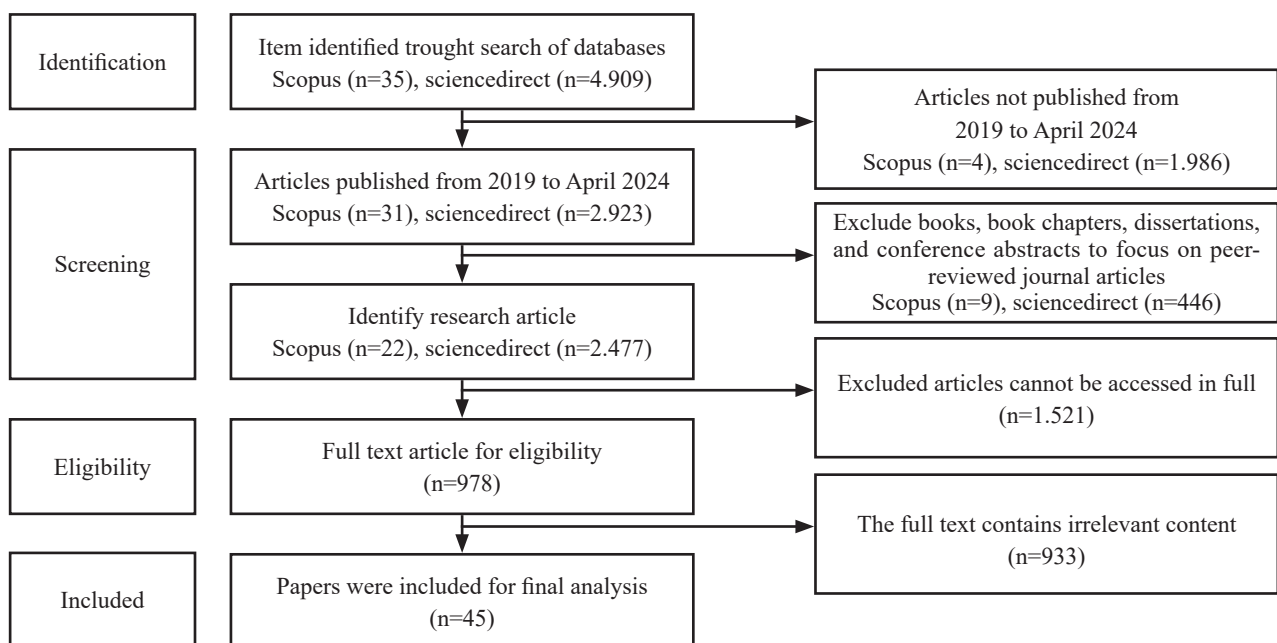 Identification
Item identified trought search of databases
Scopus (n=35), sciencedirect (n=4.909)
Articles not published from
2019 to April 2024
Scopus (n=4), sciencedirect (n=1.986)
Screening
Articles published from 2019 to April 2024
Scopus (n=31), sciencedirect (n=2.923)
Exclude books, book chapters, dissertations,
and conference abstracts to focus on peer-
reviewed journal articles
Scopus (n=9), sciencedirect (n=446)
Identify research article
Scopus (n=22), sciencedirect (n=2.477)
Excluded articles cannot be accessed in full
(n=1.521)
Eligibility
Full text article for eligibility
(n=978)
The full text contains irrelevant content
(n=933)
Included
Papers were included for final analysis
(n=45)